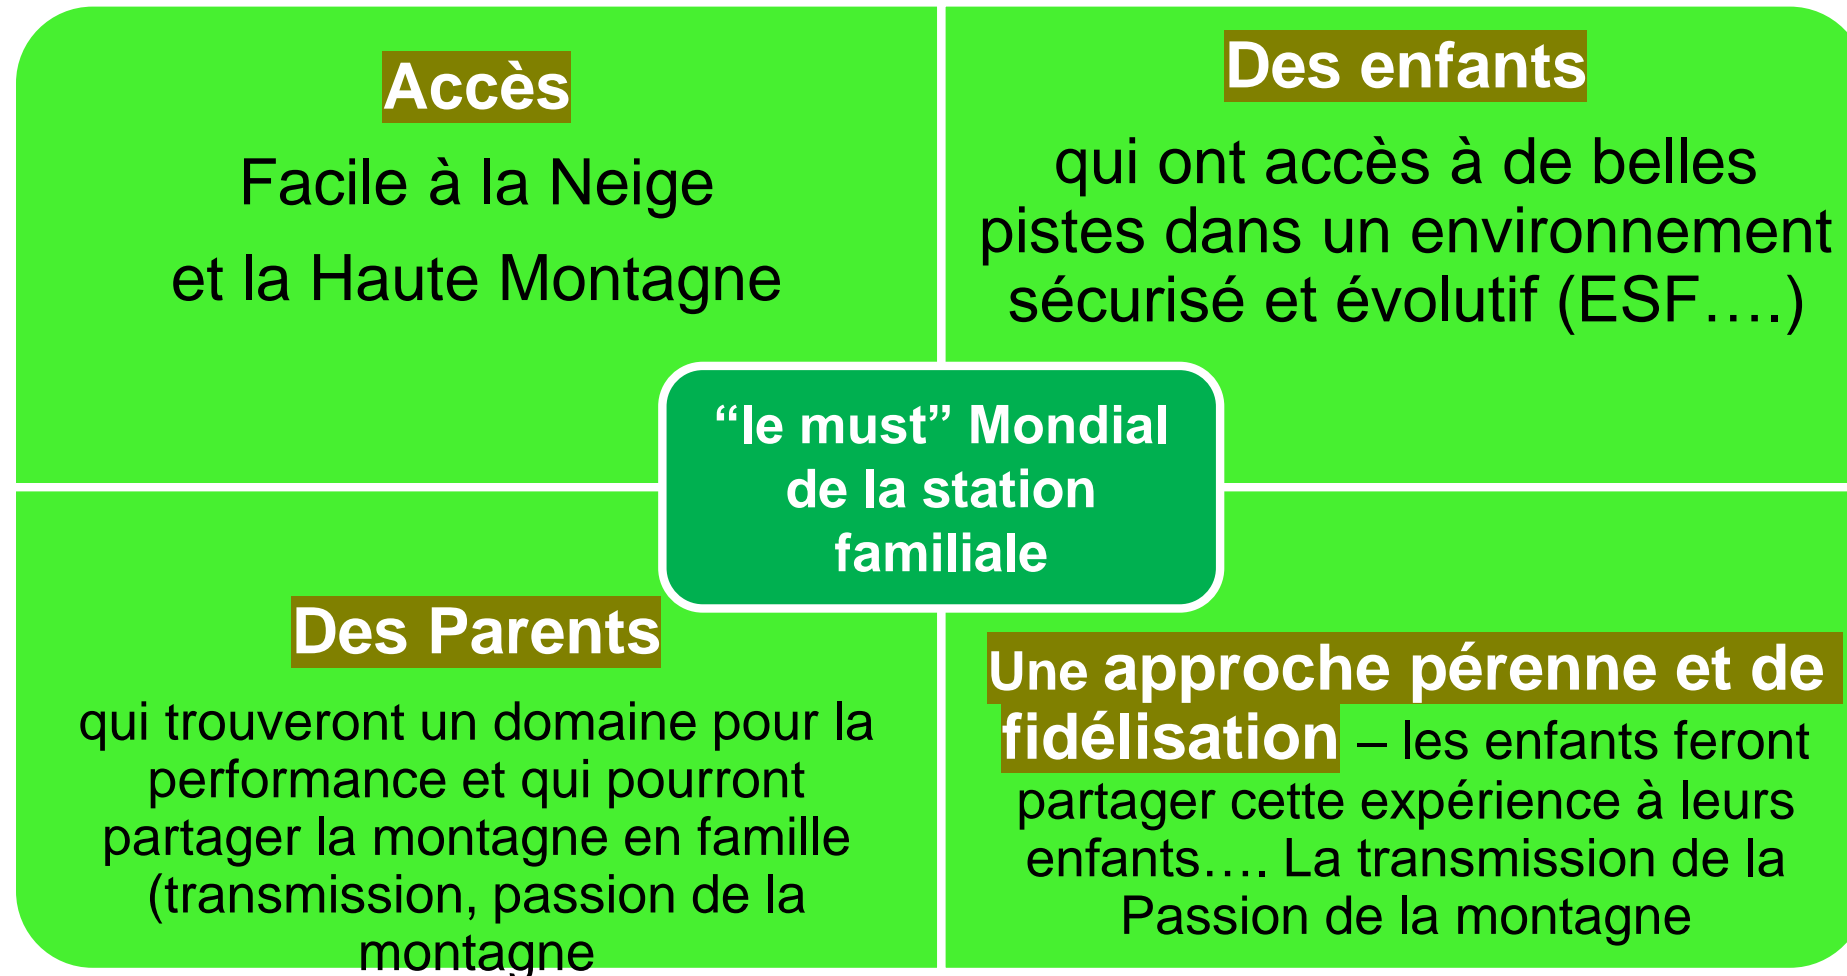 Accès
Facile à la Neige
et la Haute Montagne
Des enfants
qui ont accès à de belles
pistes dans un environnement
sécurisé et évolutif (ESF….)
“le must” Mondial
de la station
familiale
Des Parents
qui trouveront un domaine pour la
performance et qui pourront
partager la montagne en famille
(transmission, passion de la
montagne
Une approche pérenne et de
fidélisation – les enfants feront
partager cette expérience à leurs
enfants…. La transmission de la
Passion de la montagne